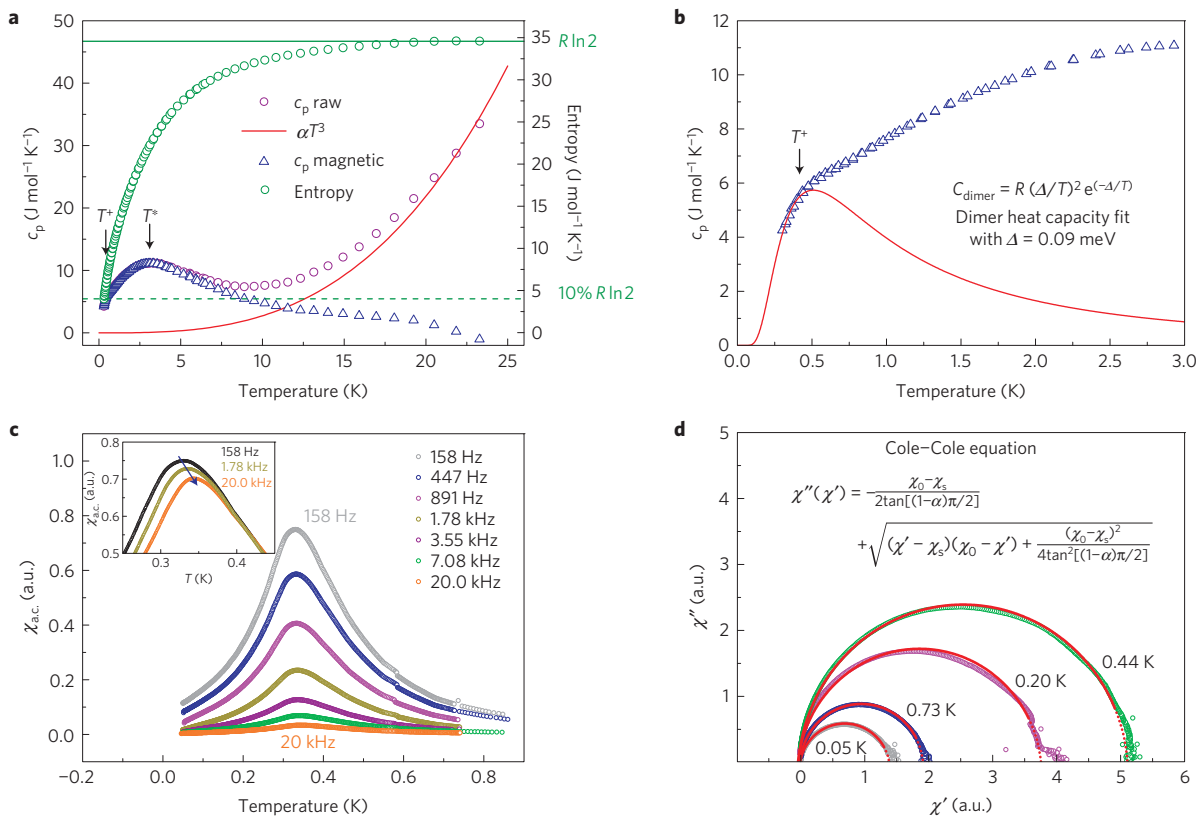 a
50
45
40
35
30
25
20
15
10
5
0
c_p (J mol⁻¹ K⁻¹)
35
30
25
20
15
10
5
0
Entropy (J mol⁻¹ K⁻¹)
R ln 2
10% R ln 2
c_p raw
αT³
c_p magnetic
Entropy
T⁺
T*
0 5 10 15 20 25
Temperature (K)
b
12
10
8
6
4
2
0
c_p (J mol⁻¹ K⁻¹)
T⁺
C_dimer = R (Δ/T)² e^(−Δ/T)
Dimer heat capacity fit
with Δ = 0.09 meV
0.0 0.5 1.0 1.5 2.0 2.5 3.0
Temperature (K)
c
1.0
0.8
0.6
0.4
0.2
0.0
χ_a.c. (a.u.)
0.8
0.7
0.6
0.5
χ′_a.c. (a.u.)
158 Hz
1.78 kHz
20.0 kHz
0.3 0.4
T (K)
158 Hz
447 Hz
891 Hz
1.78 kHz
3.55 kHz
7.08 kHz
20.0 kHz
158 Hz
20 kHz
−0.2 0.0 0.2 0.4 0.6 0.8
Temperature (K)
d
5
4
3
2
1
0
χ″ (a.u.)
Cole–Cole equation
χ″(χ′) = −(χ₀−χ_s)/(2tan[(1−α)π/2])
+√((χ′−χ_s)(χ₀−χ′) + (χ₀−χ_s)²/(4tan²[(1−α)π/2]))
0.44 K
0.20 K
0.73 K
0.05 K
0 1 2 3 4 5 6
χ′ (a.u.)